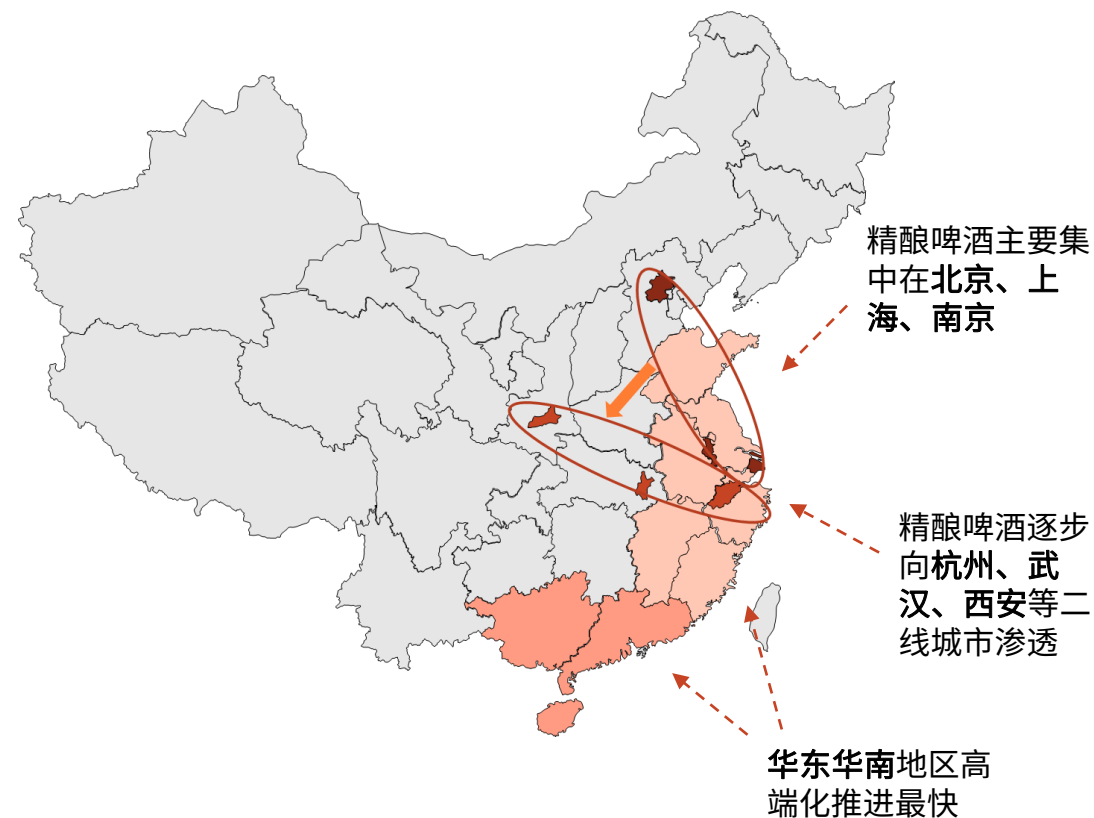 精酿啤酒主要集
中在北京、上
海、南京
精酿啤酒逐步
向杭州、武
汉、西安等二
线城市渗透
华东华南地区高
端化推进最快